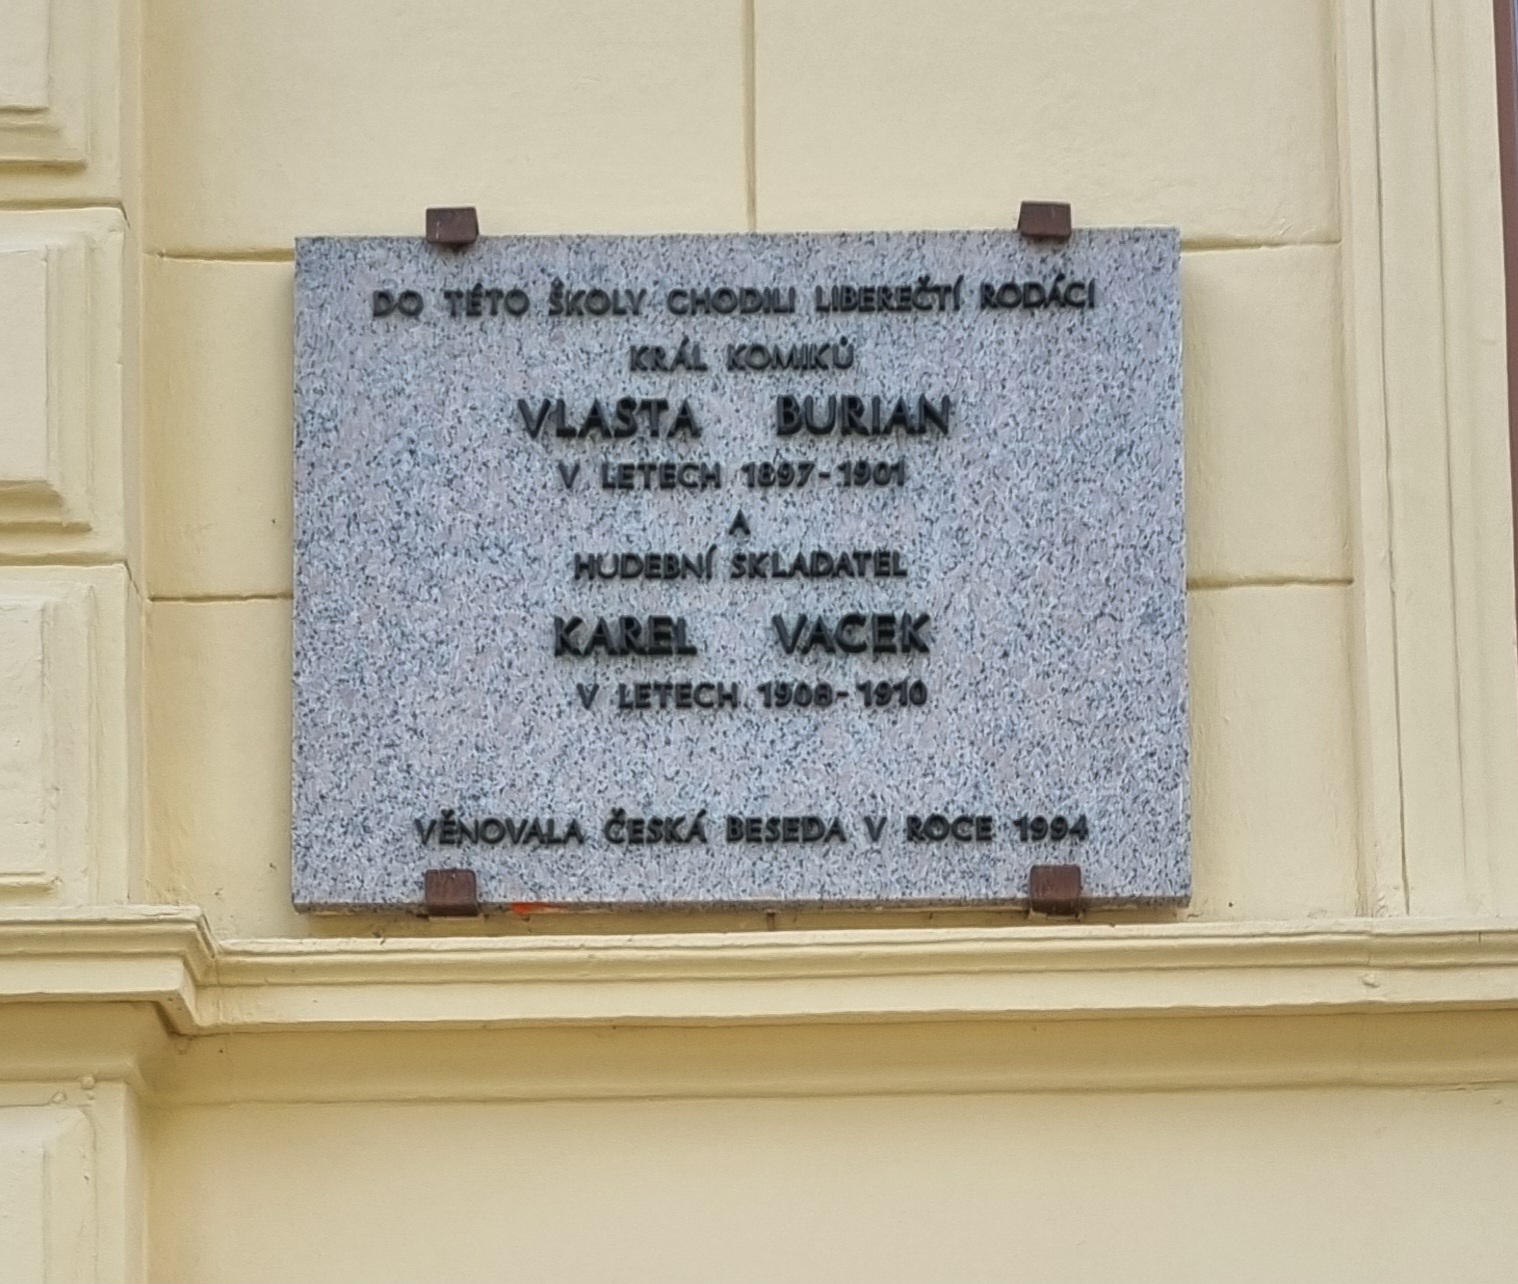 DO TÉTO ŠKOLY CHODILI LIBEREČTÍ RODÁCI
KRÁL KOMIKŮ
VLASTA BURIAN
V LETECH 1897-1901
A
HUDEBNÍ SKLADATEL
KAREL VACEK
V LETECH 1908-1910
VĚNOVALA ČESKÁ BESEDA V ROCE 1994